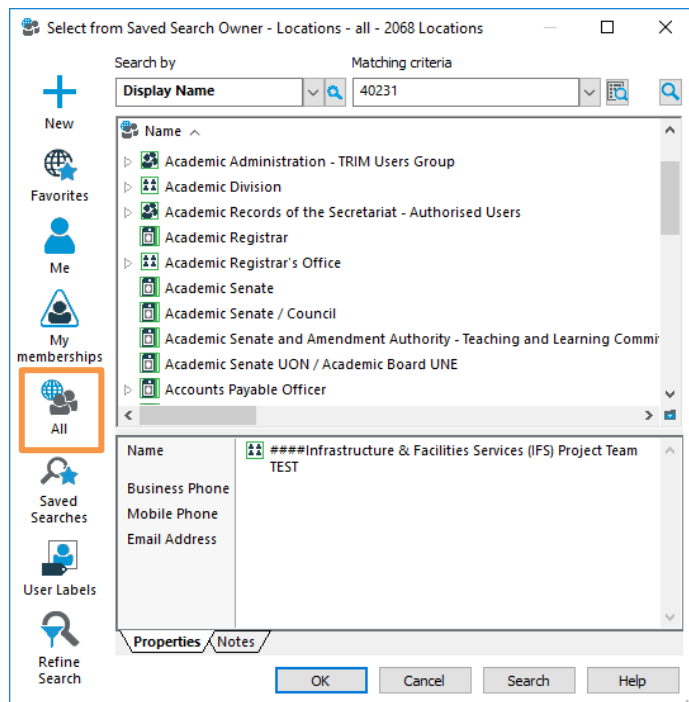 Select from Saved Search Owner - Locations - all - 2068 Locations
Search by
Matching criteria
Display Name
40231
New
Favorites
Me
My
memberships
All
Saved
Searches
User Labels
Refine
Search
Name
Academic Administration - TRIM Users Group
Academic Division
Academic Records of the Secretariat - Authorised Users
Academic Registrar
Academic Registrar's Office
Academic Senate
Academic Senate / Council
Academic Senate and Amendment Authority - Teaching and Learning Commi
Academic Senate UON / Academic Board UNE
Accounts Payable Officer
Name
####Infrastructure & Facilities Services (IFS) Project Team
TEST
Business Phone
Mobile Phone
Email Address
Properties
Notes
OK
Cancel
Search
Help